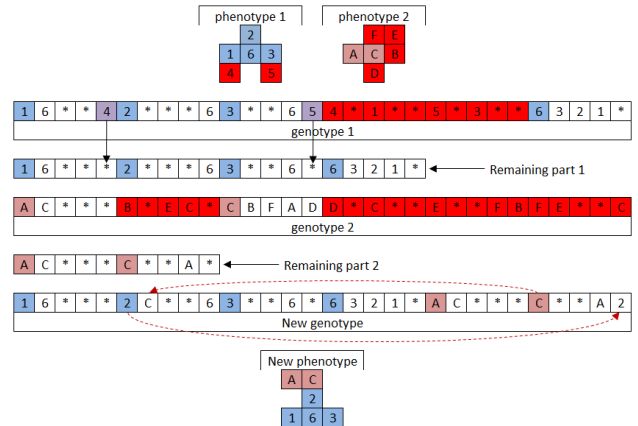 phenotype 1 phenotype 2
2 F E
1 6 3 A C B
4 5 D
1 6 * * 4 2 * * * 6 3 * * 6 5 4 * 1 * * 5 * 3 * * 6 3 2 1 *
genotype 1
1 6 * * * 2 * * * 6 3 * * 6 * 6 3 2 1 * Remaining part 1
A C * * * B * E C * C B F A D D * C * * E * * F B F E * * C
genotype 2
A C * * * C * * A * Remaining part 2
1 6 * * * 2 C * * 6 3 * * 6 * 6 3 2 1 * A C * * * C * * A 2
New genotype
New phenotype
A C
2
1 6 3